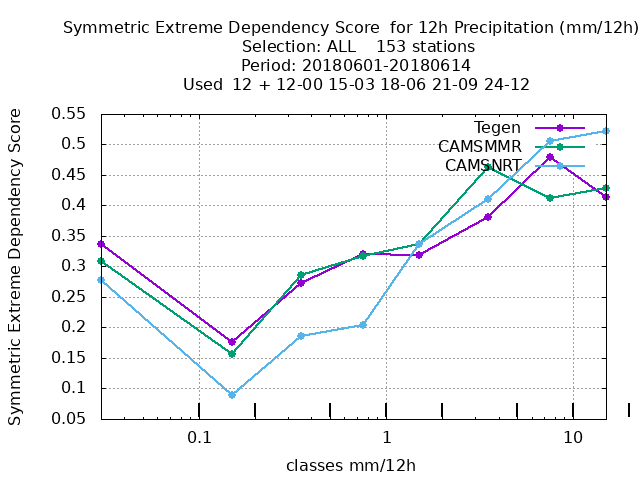 Symmetric Extreme Dependency Score  for 12h Precipitation (mm/12h)
Selection: ALL    153 stations
Period: 20180601-20180614
Used  12 + 12-00 15-03 18-06 21-09 24-12
Symmetric Extreme Dependency Score
0.55
0.5
0.45
0.4
0.35
0.3
0.25
0.2
0.15
0.1
0.05
Tegen
CAMSMMR
CAMSNRT
0.1
1
10
classes mm/12h